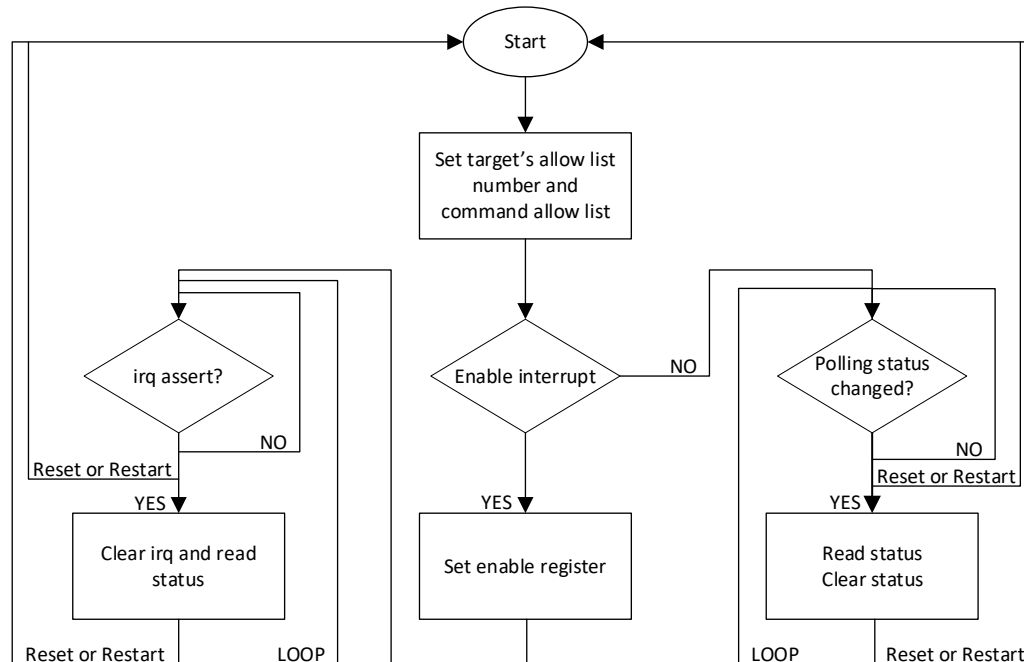 Start
Set target’s allow list
number and
command allow list
irq assert?
Enable interrupt
NO
Polling status
changed?
NO
NO
Reset or Restart
Reset or Restart
YES
YES
YES
Clear irq and read
status
Set enable register
Read status
Clear status
Reset or Restart
LOOP
LOOP
Reset or Restart